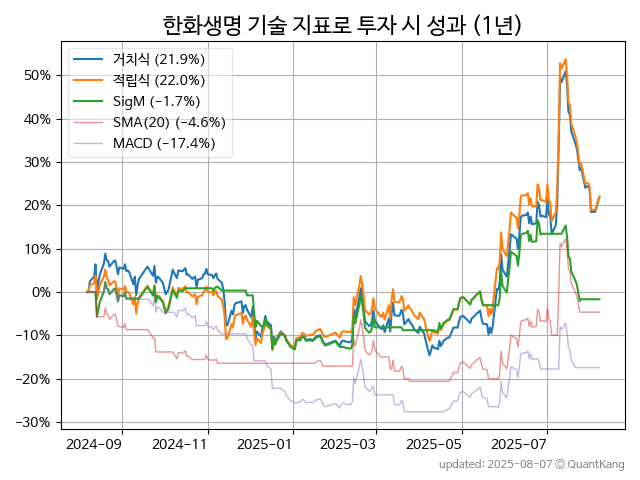 한화생명 기술 지표로 투자 시 성과 (1년)
거치식 (21.9%)
적립식 (22.0%)
SigM (−1.7%)
SMA(20) (−4.6%)
MACD (−17.4%)
50%
40%
30%
20%
10%
0%
−10%
−20%
−30%
2024-09
2024-11
2025-01
2025-03
2025-05
2025-07
updated: 2025-08-07 © QuantKang